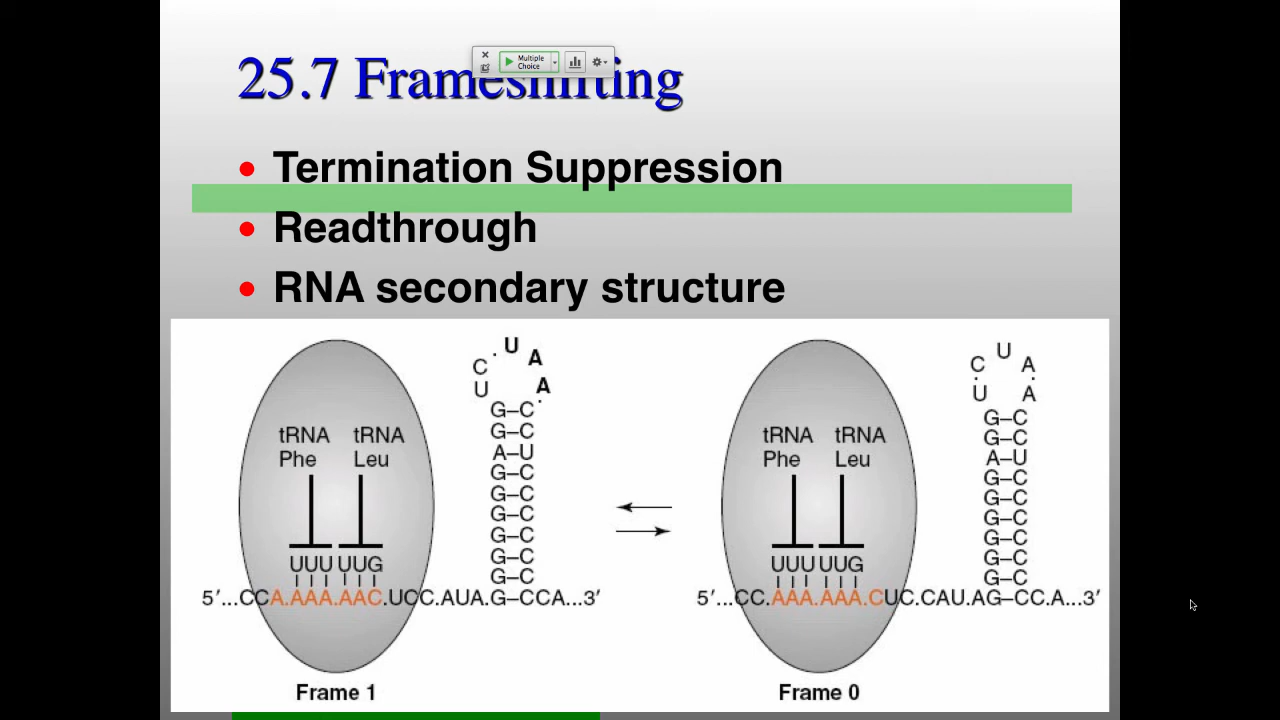 Multiple
Choice
25.7 Frameshifting
• Termination Suppression
• Readthrough
• RNA secondary structure
C · U A
U A
G–C ·
G–C
A–U
G–C
G–C
G–C
G–C
G–C
G–C
tRNA tRNA
Phe Leu
UUU UUG
5′...CCA.AAA.AAC.UCC.AUA.G–CCA...3′
Frame 1
C U A
· ·
U A
G–C
G–C
A–U
G–C
G–C
G–C
G–C
G–C
G–C
tRNA tRNA
Phe Leu
UUU UUG
5′...CC.AAA.AAA.CUC.CAU.AG–CC.A...3′
Frame 0